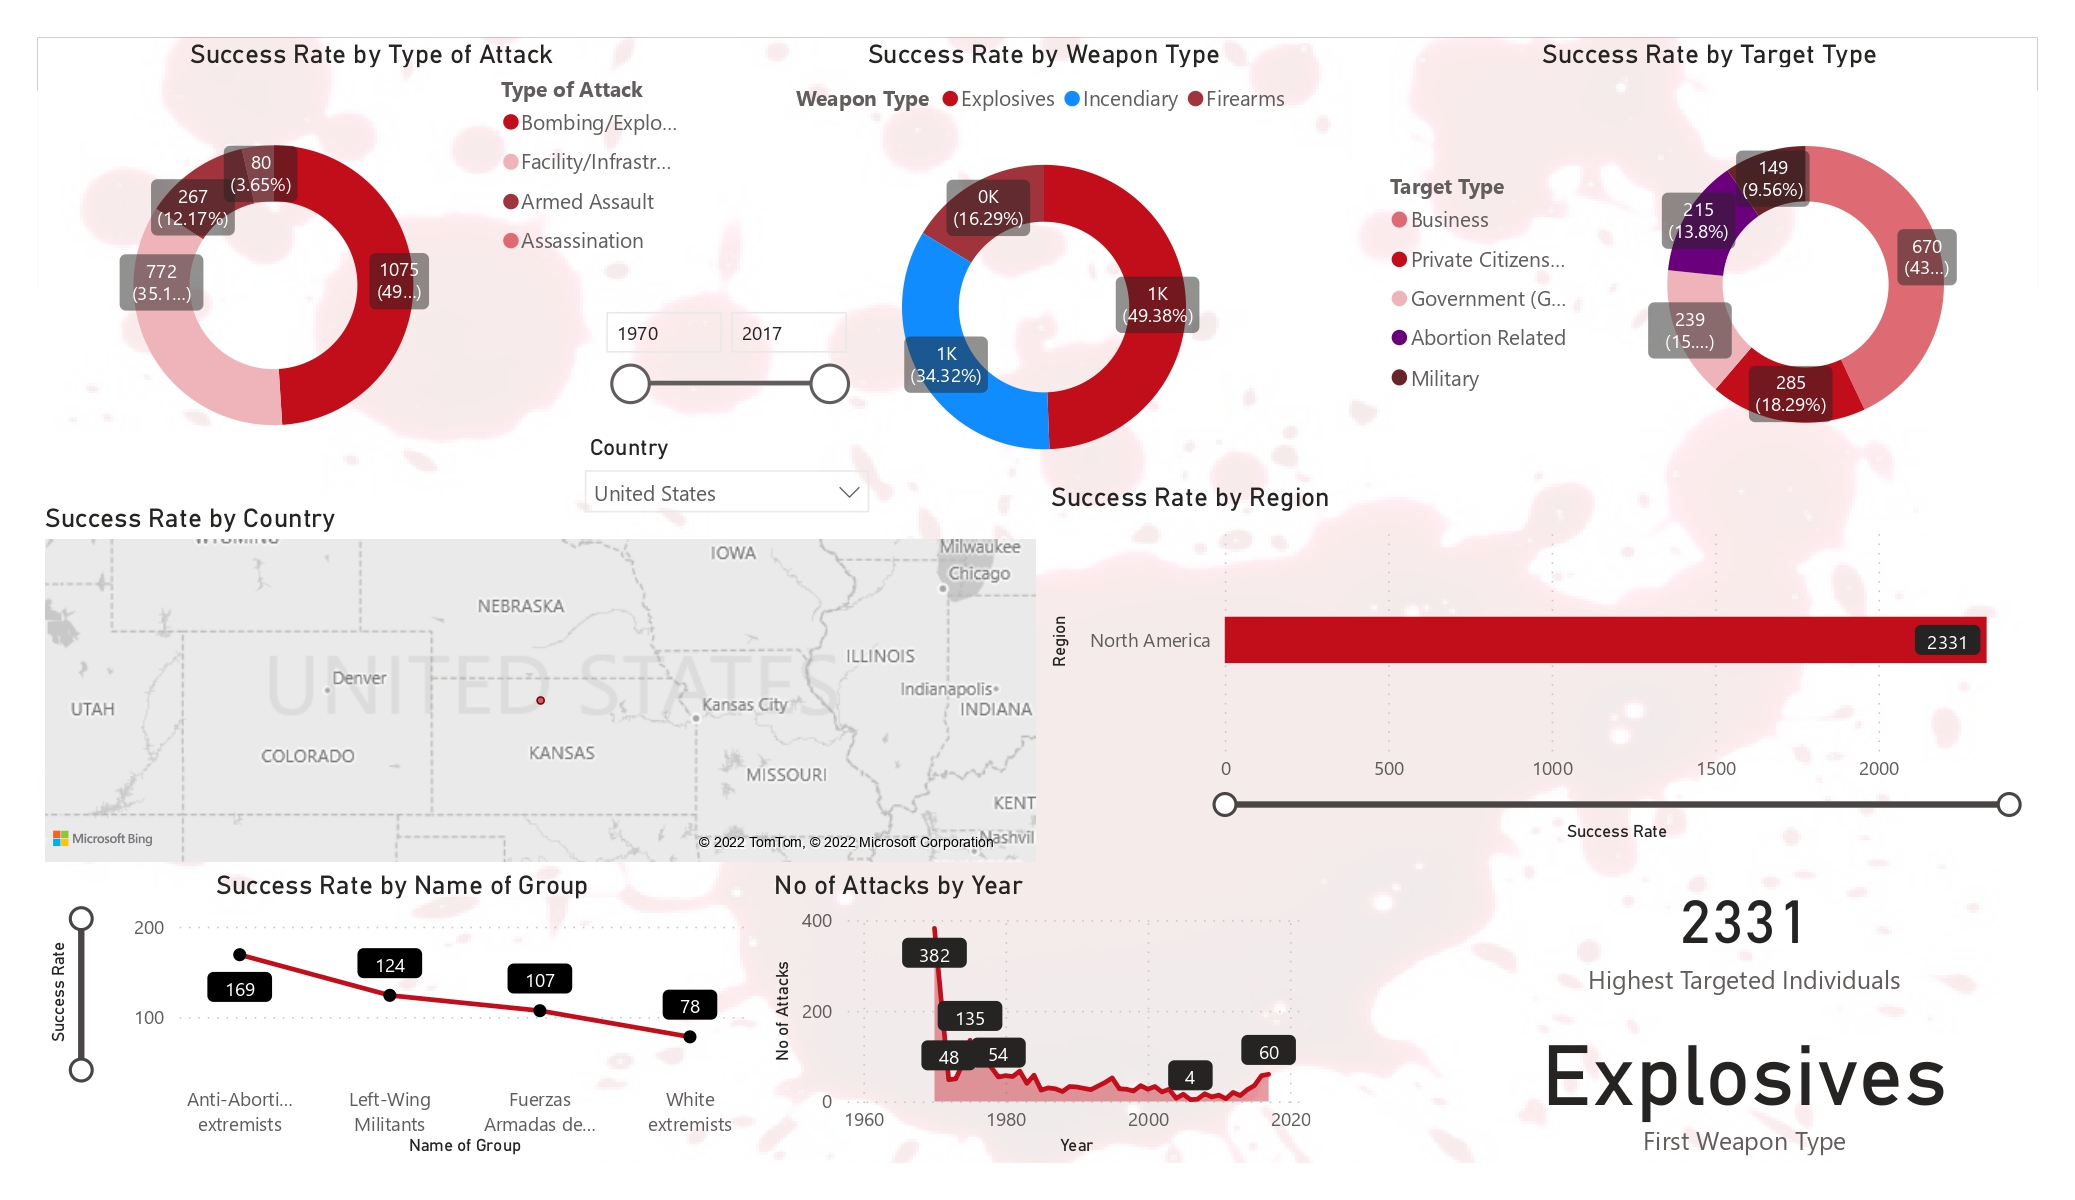 Success Rate by Type of Attack
Type of Attack
Bombing/Explo...
Facility/Infrastr...
Armed Assault
Assassination
80
(3.65%)
267
(12.17%)
772
(35.1...)
1075
(49...)
1970
2017
Country
United States
Success Rate by Weapon Type
Weapon Type Explosives Incendiary Firearms
0K
(16.29%)
1K
(49.38%)
1K
(34.32%)
Success Rate by Target Type
Target Type
Business
Private Citizens...
Government (G...
Abortion Related
Military
149
(9.56%)
215
(13.8%)
670
(43...)
239
(15....)
285
(18.29%)
Success Rate by Country
WYOMING
IOWA
Milwaukee
Chicago
NEBRASKA
UNITED STATES
ILLINOIS
Denver
Indianapolis
UTAH
Kansas City
INDIANA
COLORADO
KANSAS
MISSOURI
KENT
Nashvil
Microsoft Bing
© 2022 TomTom, © 2022 Microsoft Corporation
Success Rate by Region
Region
North America
2331
0 500 1000 1500 2000
Success Rate
Success Rate by Name of Group
Success Rate
200
100
169
124
107
78
Anti-Aborti...
extremists
Left-Wing
Militants
Fuerzas
Armadas de...
White
extremists
Name of Group
No of Attacks by Year
No of Attacks
400
200
0
382
135
48
54
4
60
1960 1980 2000 2020
Year
2331
Highest Targeted Individuals
Explosives
First Weapon Type